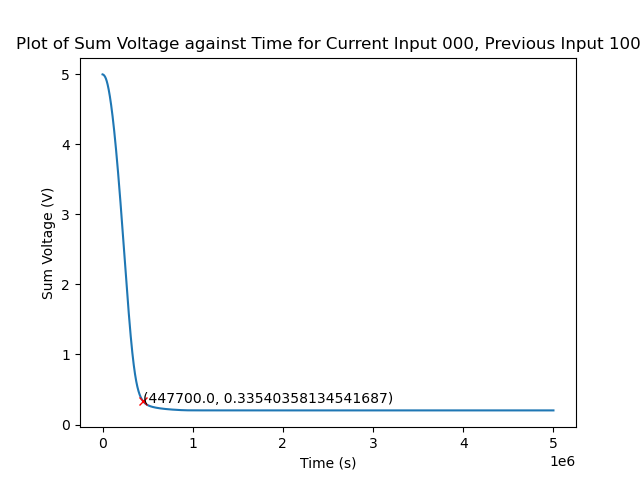 Plot of Sum Voltage against Time for Current Input 000, Previous Input 100
5
4
3
2
1
0
Sum Voltage (V)
(447700.0, 0.33540358134541687)
0 1 2 3 4 5
1e6
Time (s)